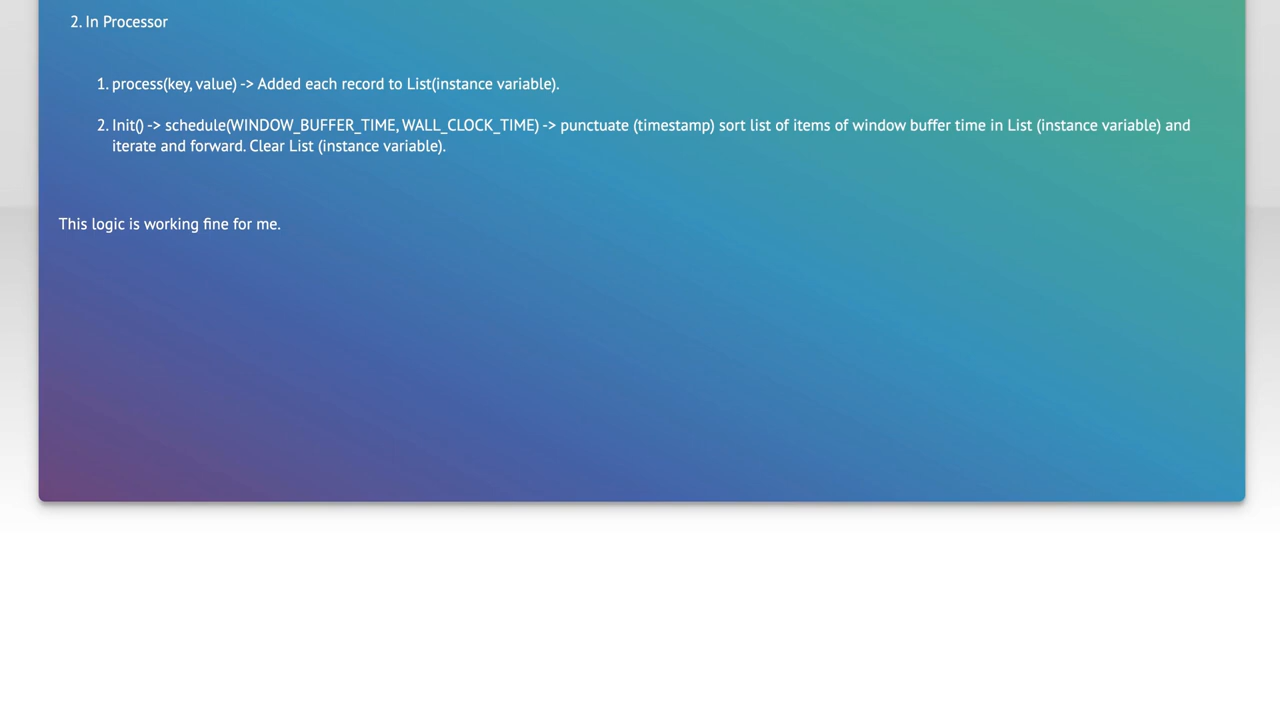 2. In Processor
1. process(key, value) -> Added each record to List(instance variable).
2. Init() -> schedule(WINDOW_BUFFER_TIME, WALL_CLOCK_TIME) -> punctuate (timestamp) sort list of items of window buffer time in List (instance variable) and
iterate and forward. Clear List (instance variable).
This logic is working fine for me.